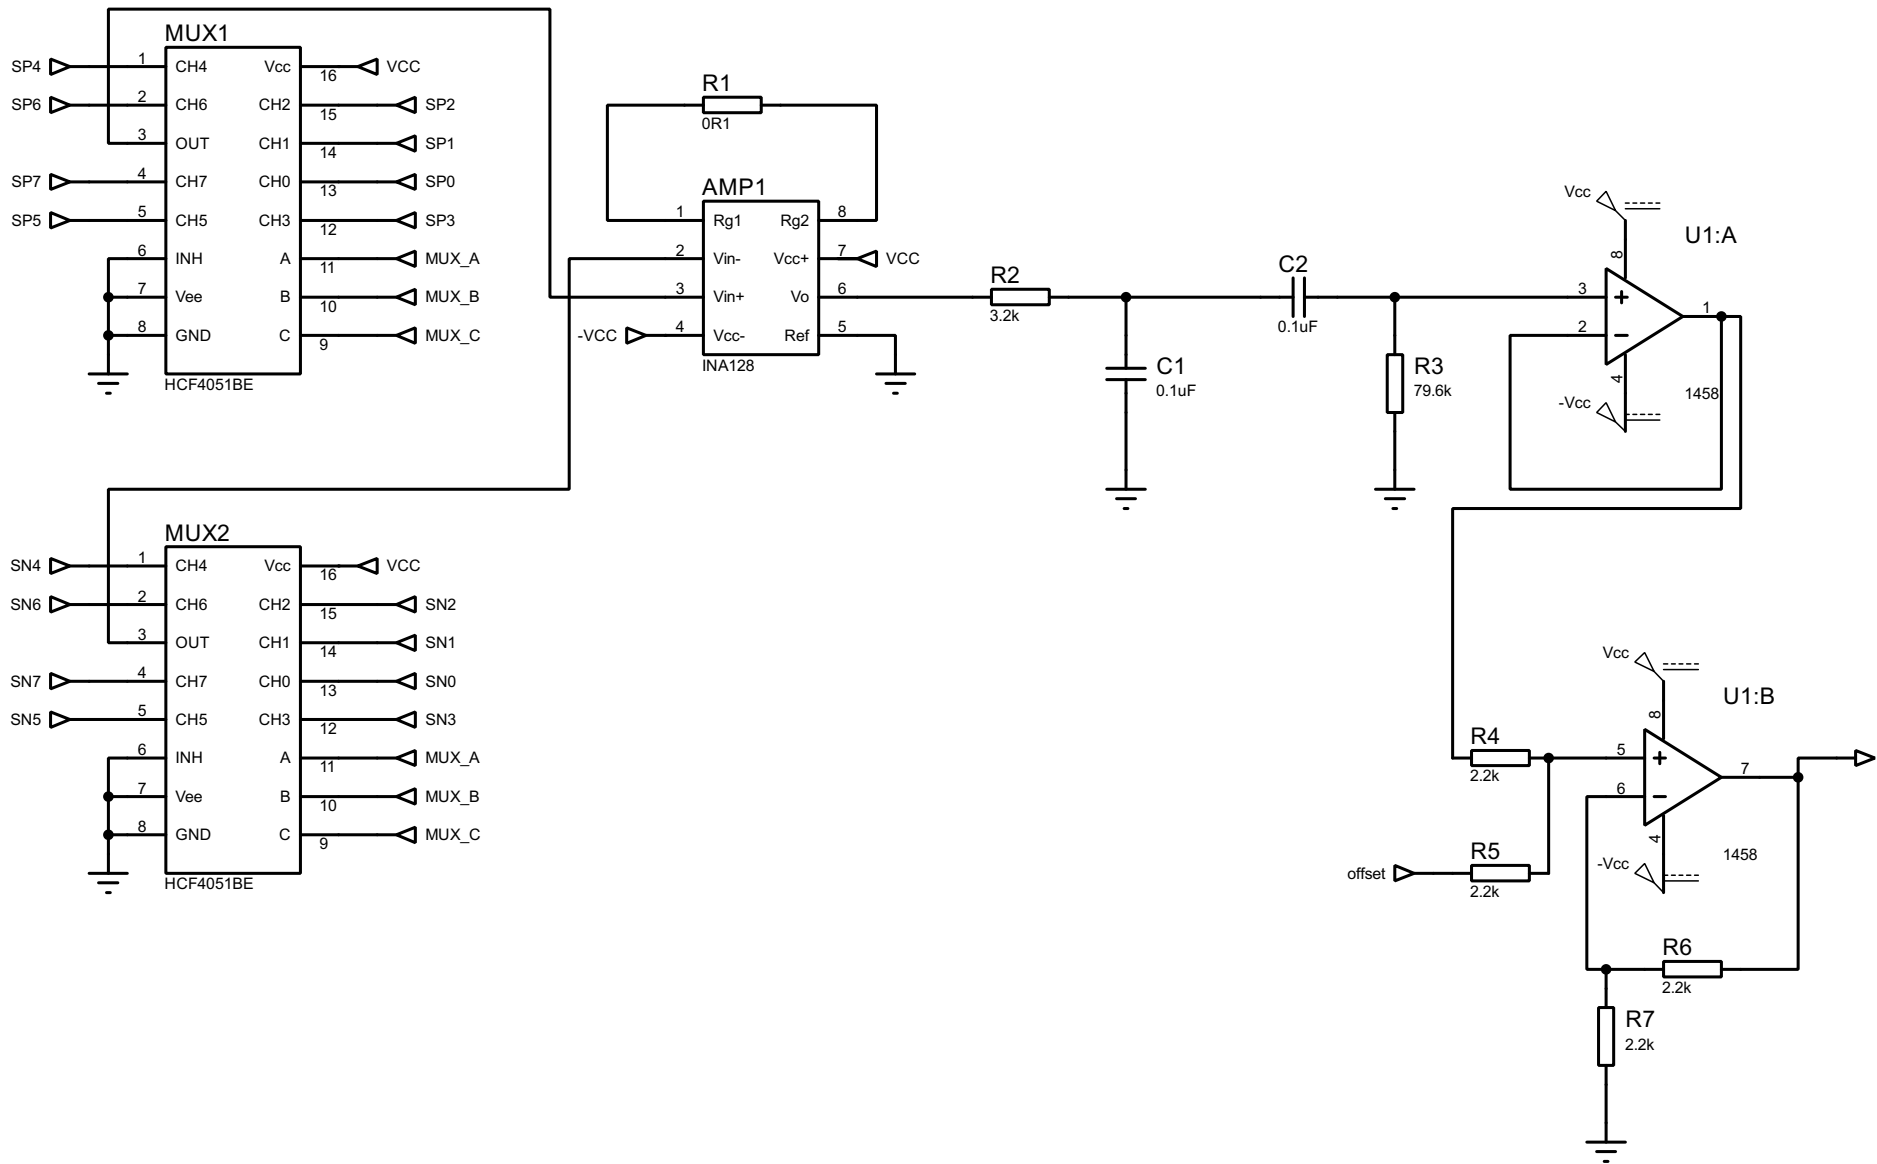 MUX1
SP4 1 CH4 Vcc 16 VCC
SP6 2 CH6 CH2 15 SP2
3 OUT CH1 14 SP1
SP7 4 CH7 CH0 13 SP0
SP5 5 CH5 CH3 12 SP3
6 INH A 11 MUX_A
7 Vee B 10 MUX_B
8 GND C 9 MUX_C
HCF4051BE
R1
0R1
AMP1
1 Rg1 Rg2 8
2 Vin- Vcc+ 7 VCC
3 Vin+ Vo 6
-VCC 4 Vcc- Ref 5
INA128
R2
3.2k
C1
0.1uF
C2
0.1uF
R3
79.6k
Vcc
U1:A
8
3 +
2 −
1
4
-Vcc
1458
MUX2
SN4 1 CH4 Vcc 16 VCC
SN6 2 CH6 CH2 15 SN2
3 OUT CH1 14 SN1
SN7 4 CH7 CH0 13 SN0
SN5 5 CH5 CH3 12 SN3
6 INH A 11 MUX_A
7 Vee B 10 MUX_B
8 GND C 9 MUX_C
HCF4051BE
Vcc
U1:B
8
R4
2.2k
5 +
6 −
7
4
-Vcc
1458
offset
R5
2.2k
R6
2.2k
R7
2.2k